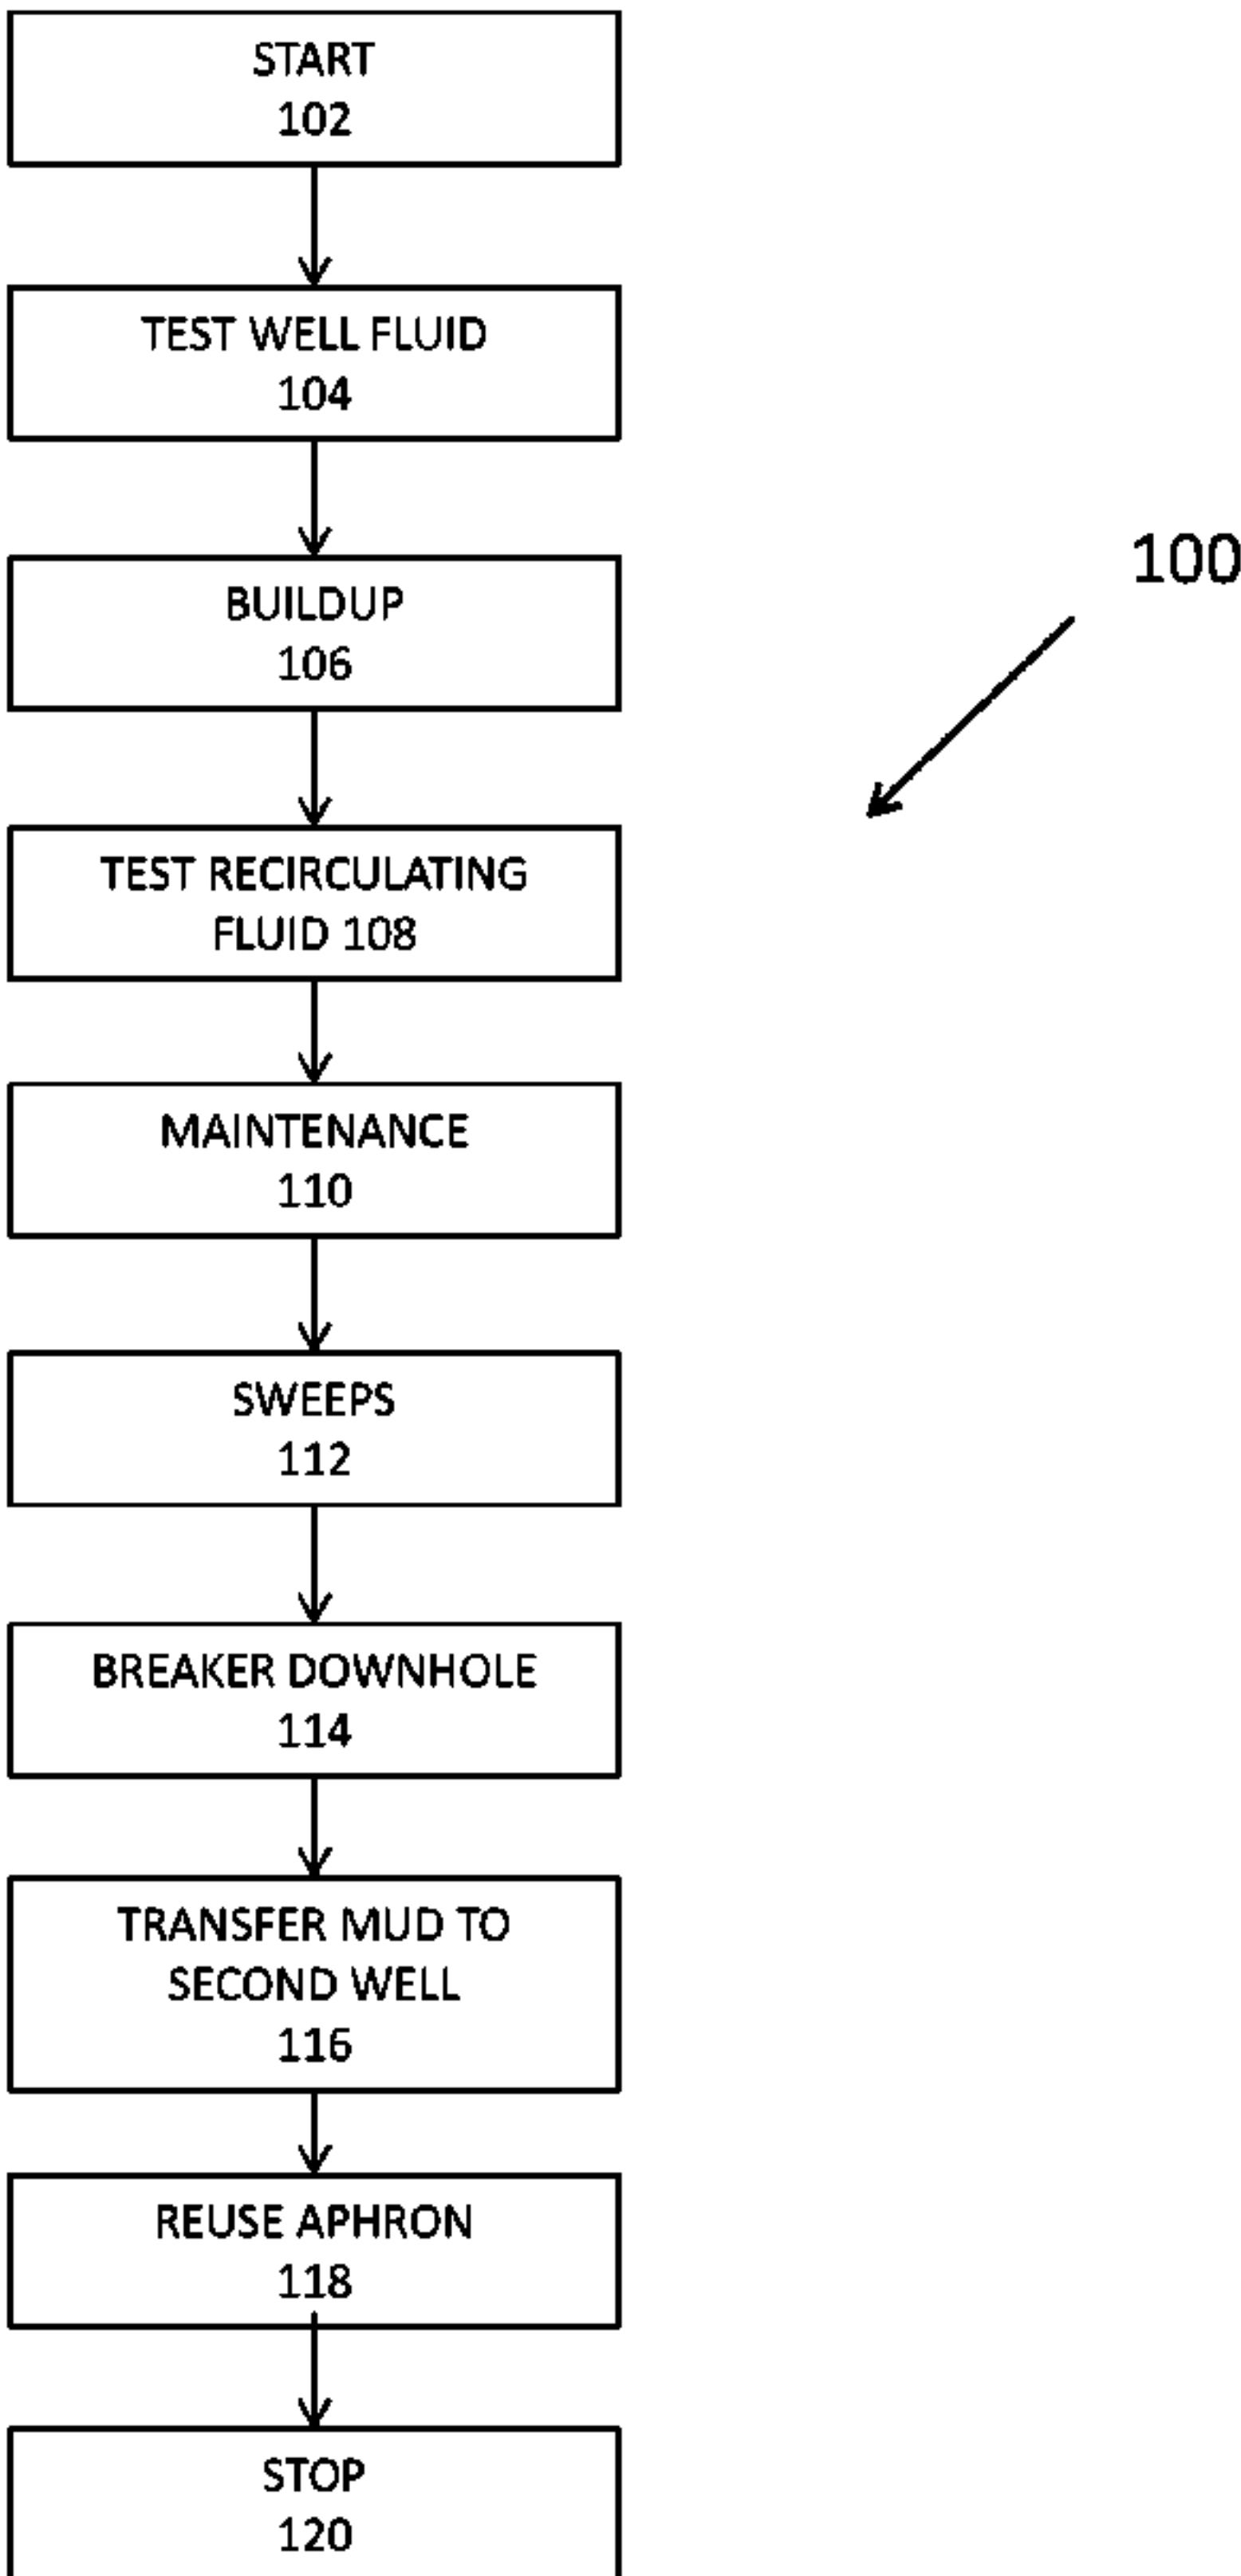 START
102
TEST WELL FLUID
104
BUILDUP
106
100
TEST RECIRCULATING
FLUID 108
MAINTENANCE
110
SWEEPS
112
BREAKER DOWNHOLE
114
TRANSFER MUD TO
SECOND WELL
116
REUSE APHRON
118
STOP
120